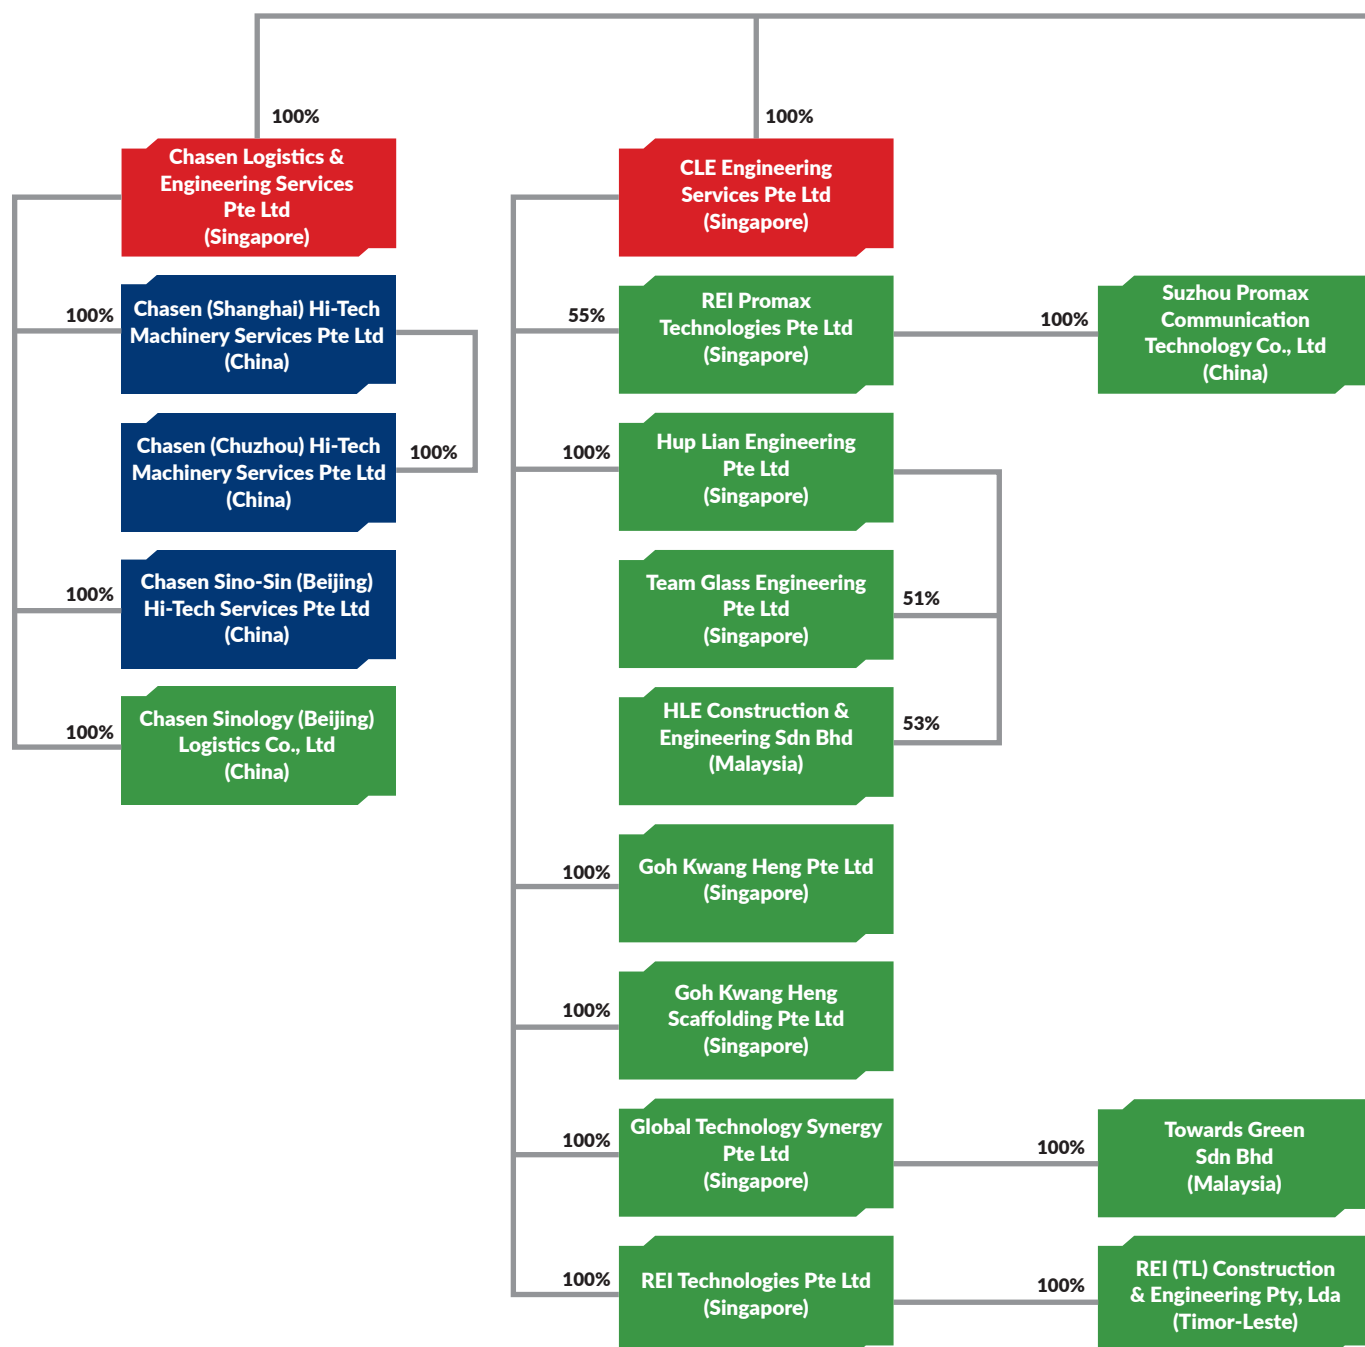 100%
Chasen Logistics &
Engineering Services
Pte Ltd
(Singapore)
100%
Chasen (Shanghai) Hi-Tech
Machinery Services Pte Ltd
(China)
Chasen (Chuzhou) Hi-Tech
Machinery Services Pte Ltd
(China)
100%
100%
Chasen Sino-Sin (Beijing)
Hi-Tech Services Pte Ltd
(China)
100%
Chasen Sinology (Beijing)
Logistics Co., Ltd
(China)
100%
CLE Engineering
Services Pte Ltd
(Singapore)
55%
REI Promax
Technologies Pte Ltd
(Singapore)
100%
Suzhou Promax
Communication
Technology Co., Ltd
(China)
100%
Hup Lian Engineering
Pte Ltd
(Singapore)
Team Glass Engineering
Pte Ltd
(Singapore)
51%
HLE Construction &
Engineering Sdn Bhd
(Malaysia)
53%
100%
Goh Kwang Heng Pte Ltd
(Singapore)
100%
Goh Kwang Heng
Scaffolding Pte Ltd
(Singapore)
100%
Global Technology Synergy
Pte Ltd
(Singapore)
100%
Towards Green
Sdn Bhd
(Malaysia)
100%
REI Technologies Pte Ltd
(Singapore)
100%
REI (TL) Construction
& Engineering Pty, Lda
(Timor-Leste)